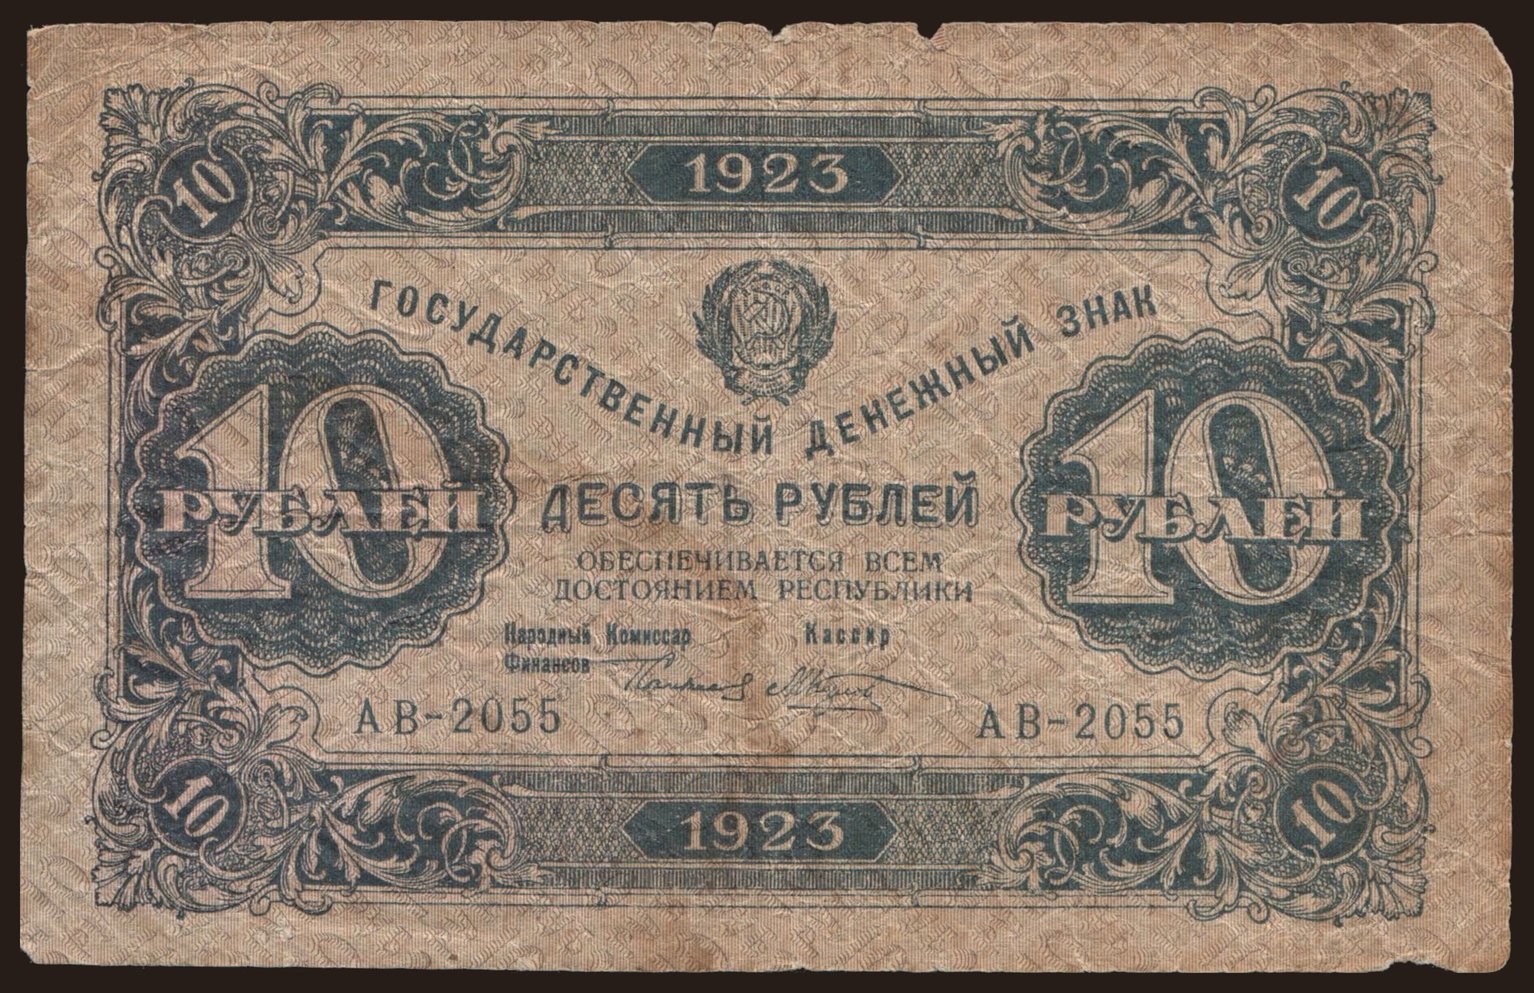 1923
10
10
ГОСУДАРСТВЕННЫЙ ДЕНЕЖНЫЙ ЗНАК
10
РУБЛЕЙ
10
РУБЛЕЙ
ДЕСЯТЬ РУБЛЕЙ
ОБЕСПЕЧИВАЕТСЯ ВСЕМ
ДОСТОЯНИЕМ РЕСПУБЛИКИ
Народный Комиссар
Финансов
Кассир
АВ-2055
АВ-2055
10
1923
10